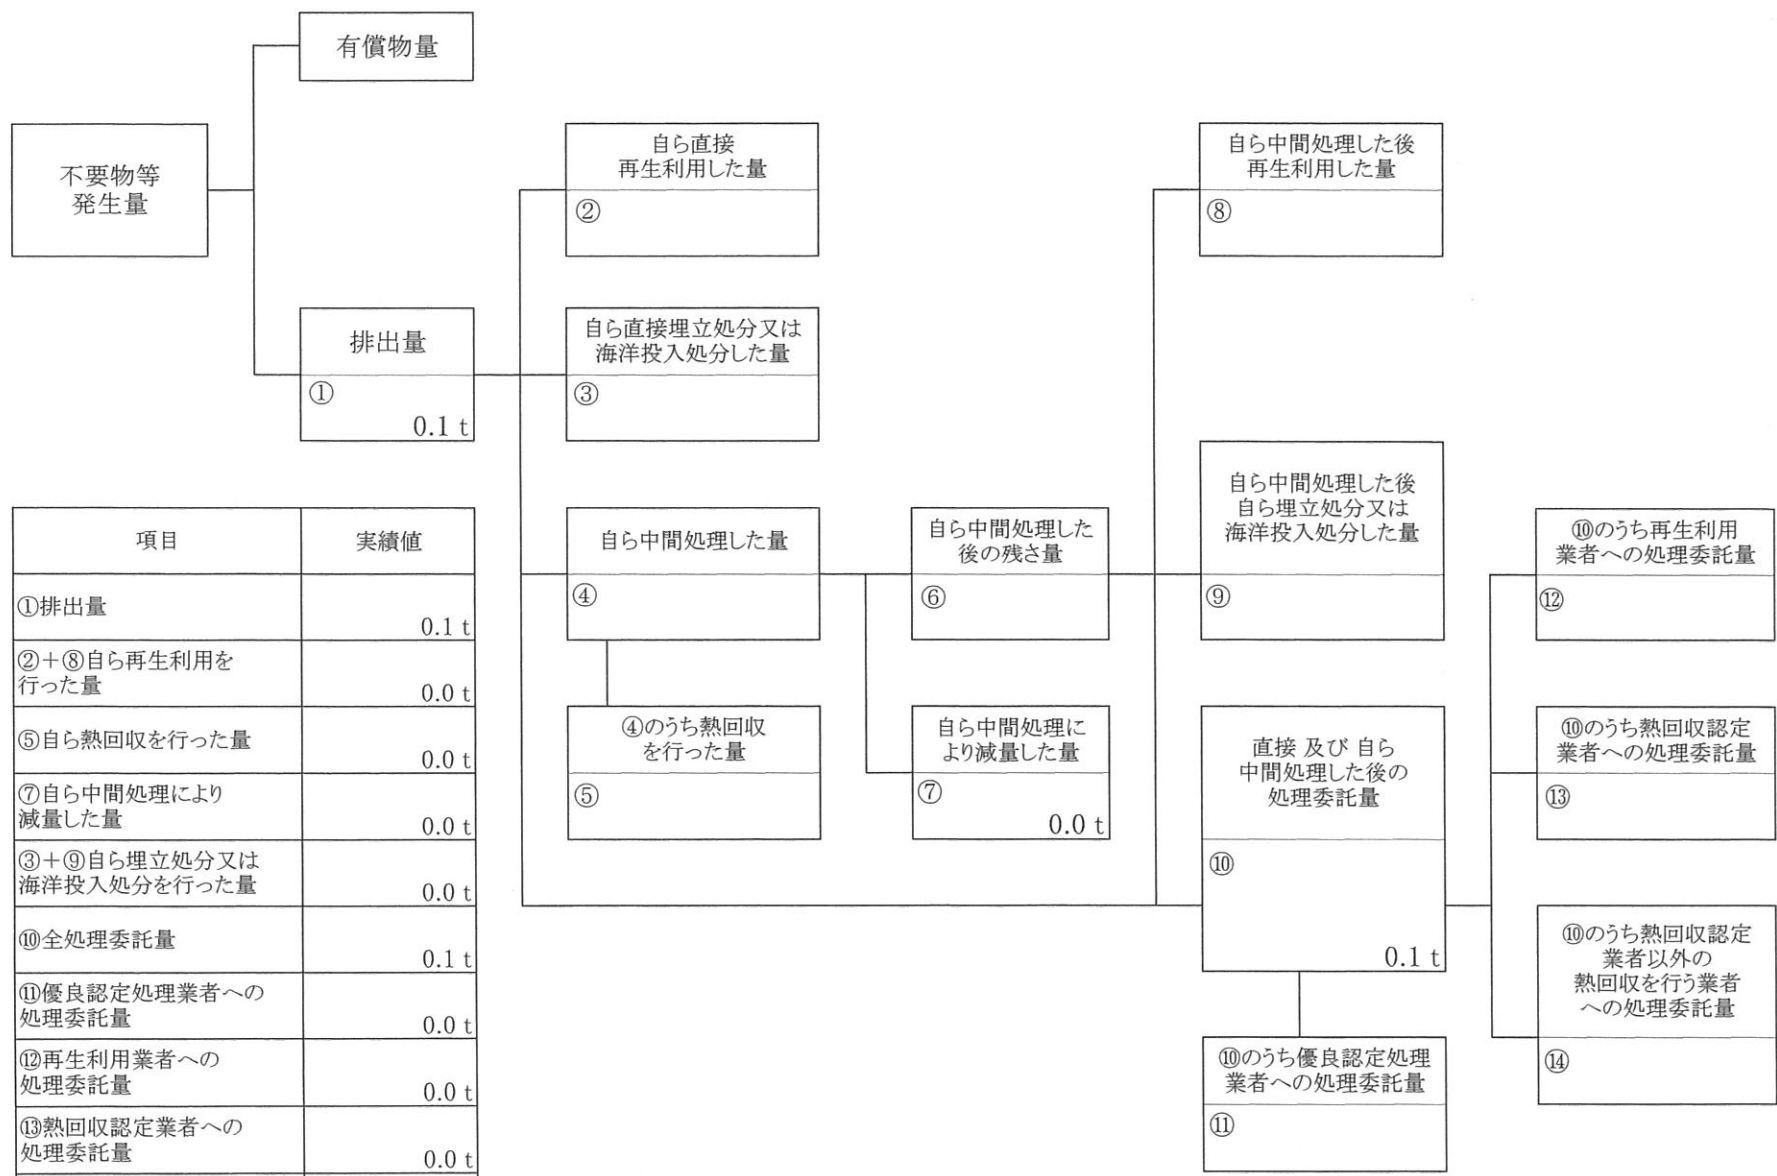 有償物量
不要物等
発生量
自ら直接
再生利用した量
②
自ら中間処理した後
再生利用した量
⑧
排出量
①
0.1 t
自ら直接埋立処分又は
海洋投入処分した量
③
自ら中間処理した量
④
自ら中間処理した
後の残さ量
⑥
自ら中間処理した後
自ら埋立処分又は
海洋投入処分した量
⑨
⑩のうち再生利用
業者への処理委託量
⑫
④のうち熱回収
を行った量
⑤
自ら中間処理に
より減量した量
⑦
0.0 t
直接 及び 自ら
中間処理した後の
処理委託量
⑩
0.1 t
⑩のうち熱回収認定
業者への処理委託量
⑬
⑩のうち熱回収認定
業者以外の
熱回収を行う業者
への処理委託量
⑭
⑩のうち優良認定処理
業者への処理委託量
⑪
項目 実績値
①排出量
0.1 t
②+⑧自ら再生利用を
行った量
0.0 t
⑤自ら熱回収を行った量
0.0 t
⑦自ら中間処理により
減量した量
0.0 t
③+⑨自ら埋立処分又は
海洋投入処分を行った量
0.0 t
⑩全処理委託量
0.1 t
⑪優良認定処理業者への
処理委託量
0.0 t
⑫再生利用業者への
処理委託量
0.0 t
⑬熱回収認定業者への
処理委託量
0.0 t